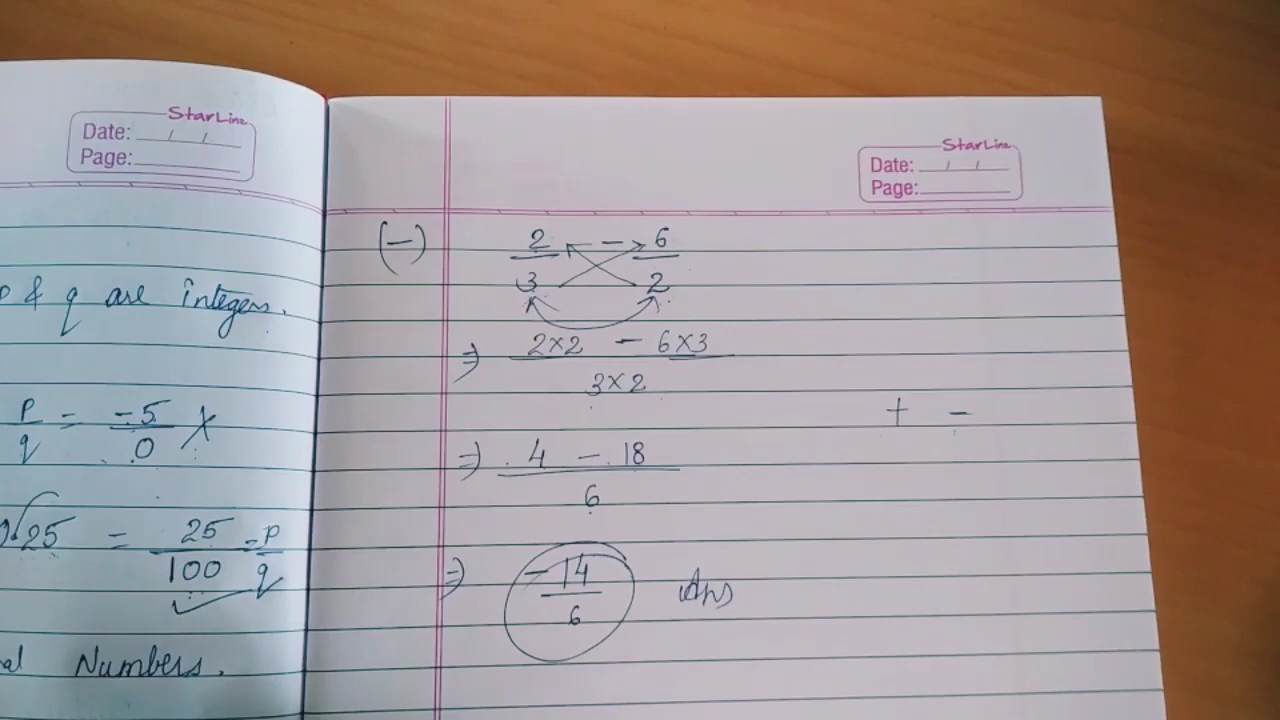 StarLine
Date: / /
Page:
p & q are integers.
p/q = -5/0 X
0.25 = 25/100 = p/q
Numbers.
StarLine
Date: / /
Page:
(-) 2/3 - 6/2
⇒ 2×2 - 6×3
3×2
+ -
⇒ 4 - 18
6
⇒ -14/6 Ans